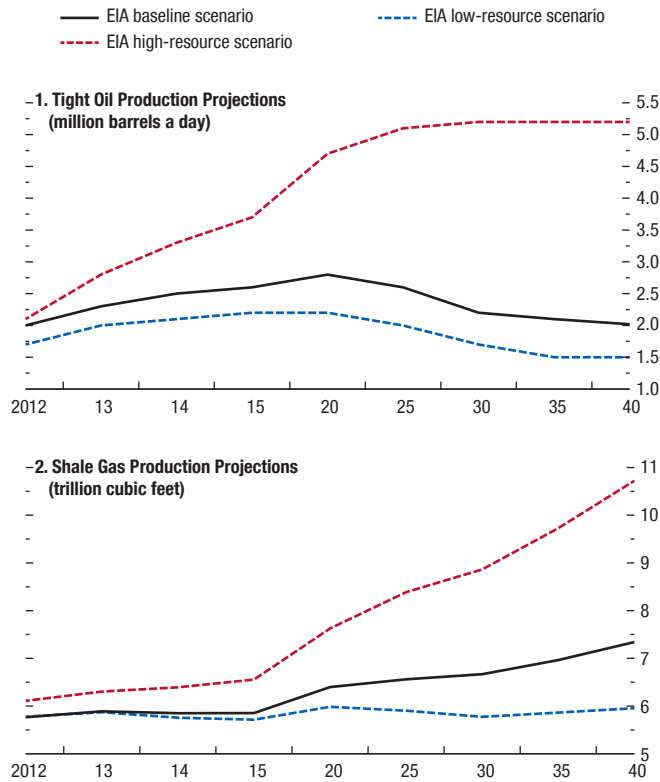 EIA baseline scenario
EIA low-resource scenario
EIA high-resource scenario
1. Tight Oil Production Projections
(million barrels a day)
5.5
5.0
4.5
4.0
3.5
3.0
2.5
2.0
1.5
1.0
2012 13 14 15 20 25 30 35 40
2. Shale Gas Production Projections
(trillion cubic feet)
11
10
9
8
7
6
5
2012 13 14 15 20 25 30 35 40